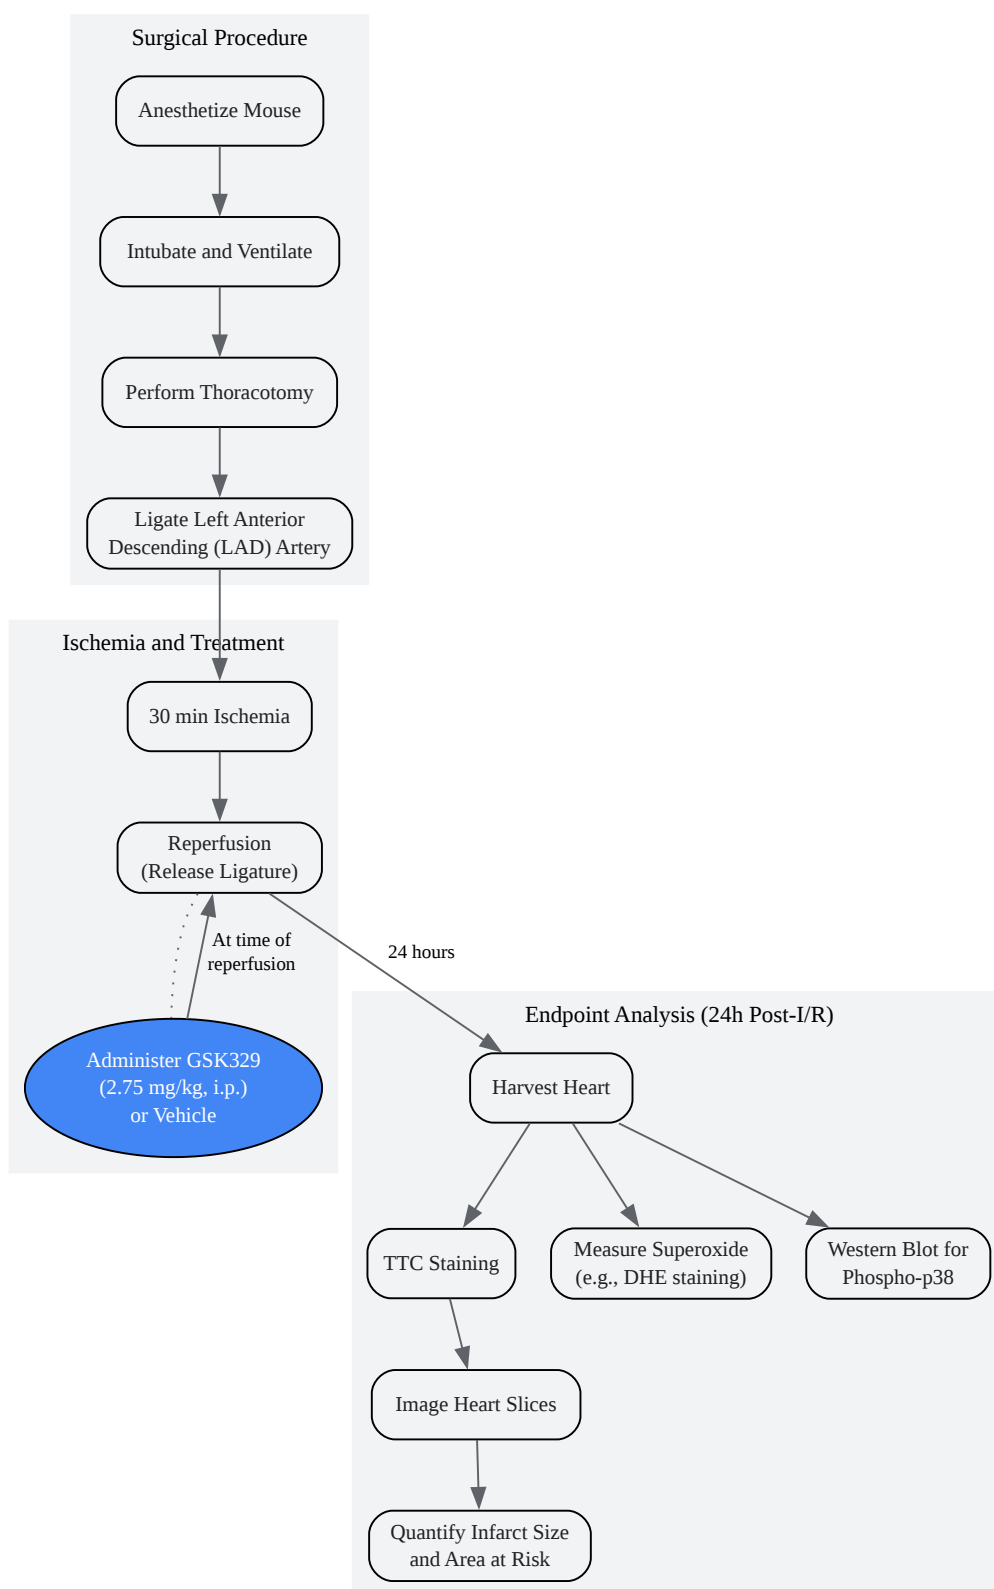 Surgical Procedure
Anesthetize Mouse
Intubate and Ventilate
Perform Thoracotomy
Ligate Left Anterior
Descending (LAD) Artery
Ischemia and Treatment
30 min Ischemia
Reperfusion
(Release Ligature)
At time of
reperfusion
24 hours
Administer GSK329
(2.75 mg/kg, i.p.)
or Vehicle
Endpoint Analysis (24h Post-I/R)
Harvest Heart
TTC Staining
Measure Superoxide
(e.g., DHE staining)
Western Blot for
Phospho-p38
Image Heart Slices
Quantify Infarct Size
and Area at Risk